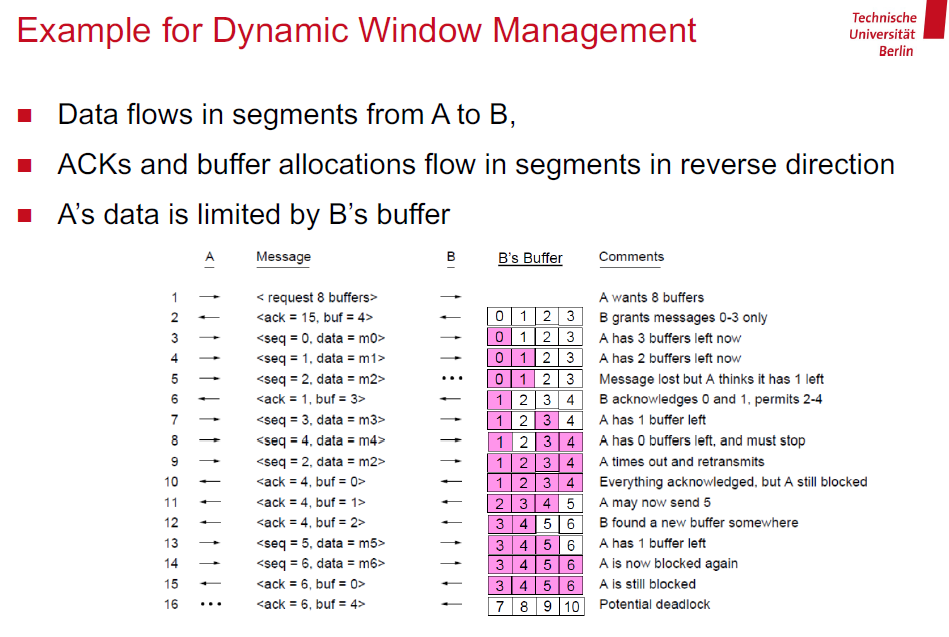 Example for Dynamic Window Management
Technische
Universität
Berlin
Data flows in segments from A to B,
ACKs and buffer allocations flow in segments in reverse direction
A's data is limited by B's buffer
A Message B B's Buffer Comments
1 → < request 8 buffers> → A wants 8 buffers
2 ← <ack = 15, buf = 4> ← 0 1 2 3 B grants messages 0-3 only
3 → <seq = 0, data = m0> → 0 1 2 3 A has 3 buffers left now
4 → <seq = 1, data = m1> → 0 1 2 3 A has 2 buffers left now
5 → <seq = 2, data = m2> ••• 0 1 2 3 Message lost but A thinks it has 1 left
6 ← <ack = 1, buf = 3> ← 1 2 3 4 B acknowledges 0 and 1, permits 2-4
7 → <seq = 3, data = m3> → 1 2 3 4 A has 1 buffer left
8 → <seq = 4, data = m4> → 1 2 3 4 A has 0 buffers left, and must stop
9 → <seq = 2, data = m2> → 1 2 3 4 A times out and retransmits
10 ← <ack = 4, buf = 0> ← 1 2 3 4 Everything acknowledged, but A still blocked
11 ← <ack = 4, buf = 1> ← 2 3 4 5 A may now send 5
12 ← <ack = 4, buf = 2> ← 3 4 5 6 B found a new buffer somewhere
13 → <seq = 5, data = m5> → 3 4 5 6 A has 1 buffer left
14 → <seq = 6, data = m6> → 3 4 5 6 A is now blocked again
15 ← <ack = 6, buf = 0> ← 3 4 5 6 A is still blocked
16 ••• <ack = 6, buf = 4> ← 7 8 9 10 Potential deadlock